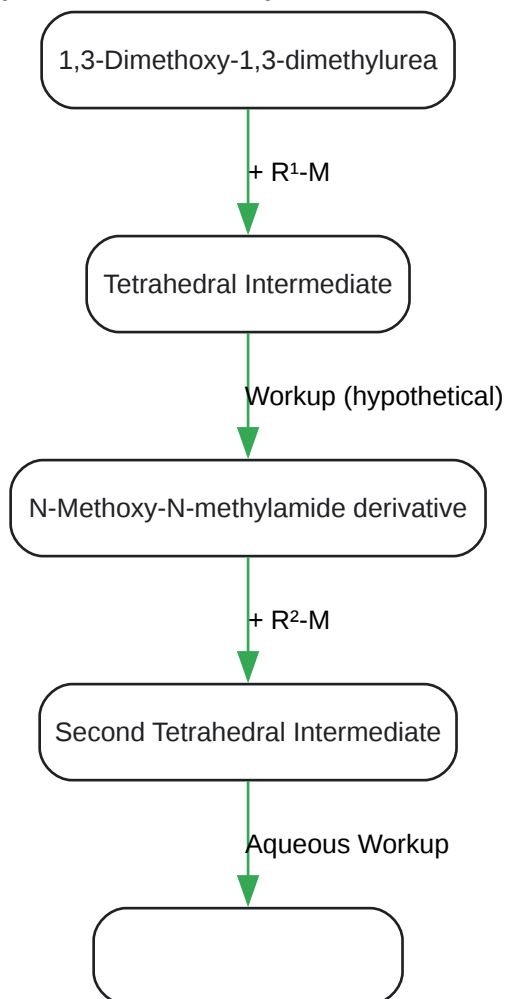 1,3-Dimethoxy-1,3-dimethylurea
+ R¹-M
Tetrahedral Intermediate
Workup (hypothetical)
N-Methoxy-N-methylamide derivative
+ R²-M
Second Tetrahedral Intermediate
Aqueous Workup